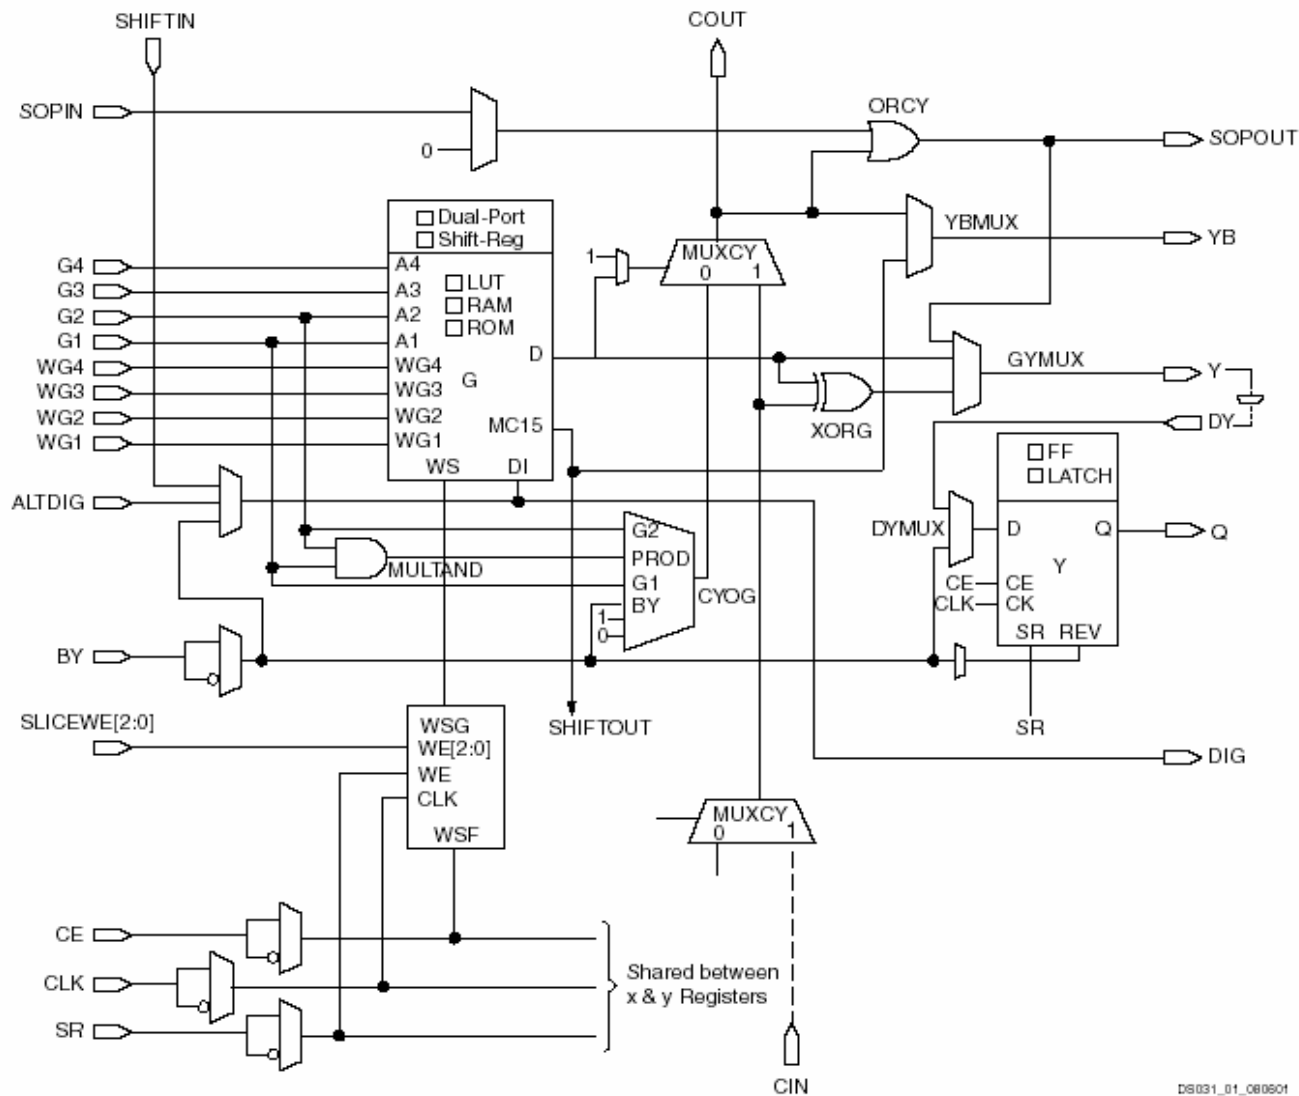 SHIFTIN
COUT
SOPIN
ORCY
0
SOPOUT
Dual-Port
Shift-Reg
YBMUX
YB
MUXCY
0 1
1
G4
A4
LUT
G3
A3
RAM
G2
A2
ROM
G1
A1
D
WG4
WG4
G
GYMUX
Y
WG3
WG3
WG2
WG2
MC15
XORG
DY
WG1
WG1
WS
DI
FF
LATCH
ALTDIG
G2
DYMUX
D
Q
Q
PROD
MULTAND
Y
G1
CYOG
CE
CE
BY
CLK
CK
1
0
SR
REV
BY
SLICEWE[2:0]
WSG
SHIFTOUT
SR
WE[2:0]
DIG
WE
CLK
MUXCY
0 1
WSF
CE
Shared between
CLK
x & y Registers
SR
CIN
DS031_01_080601